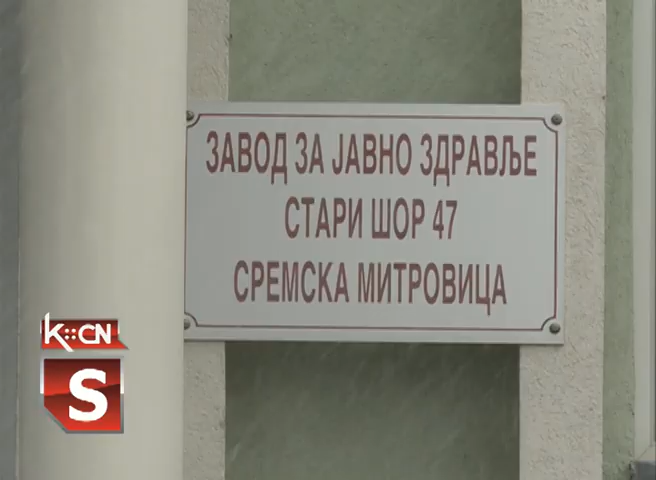 ЗАВОД ЗА ЈАВНО ЗДРАВЉЕ
СТАРИ ШОР 47
СРЕМСКА МИТРОВИЦА
K::CN
S